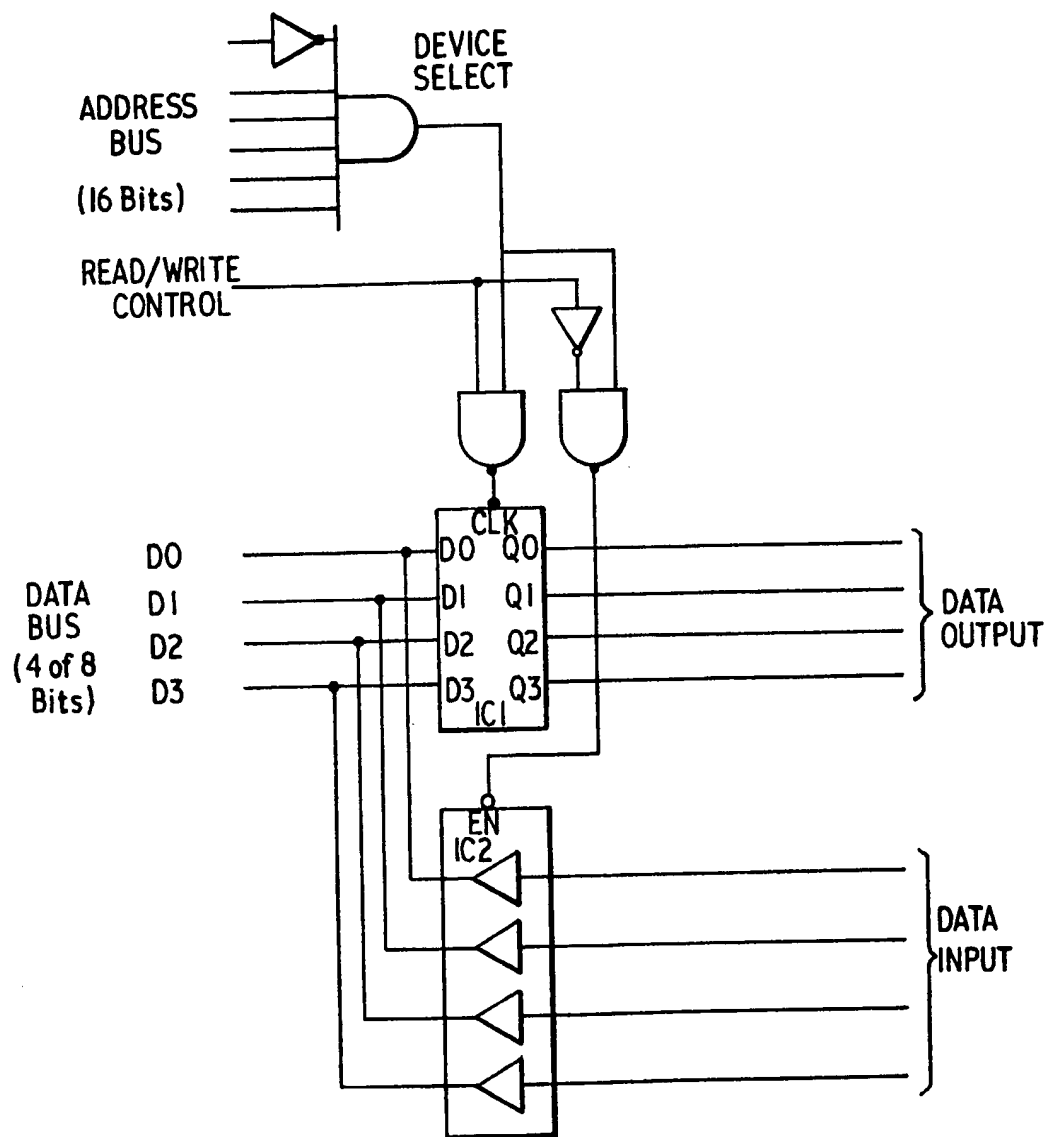 DEVICE
SELECT
ADDRESS
BUS
(16 Bits)
READ/WRITE
CONTROL
CLK
D0
D0
Q0
DATA
BUS
(4 of 8
Bits)
D1
D1
Q1
D2
D2
Q2
D3
D3
Q3
IC1
DATA
OUTPUT
EN
IC2
DATA
INPUT